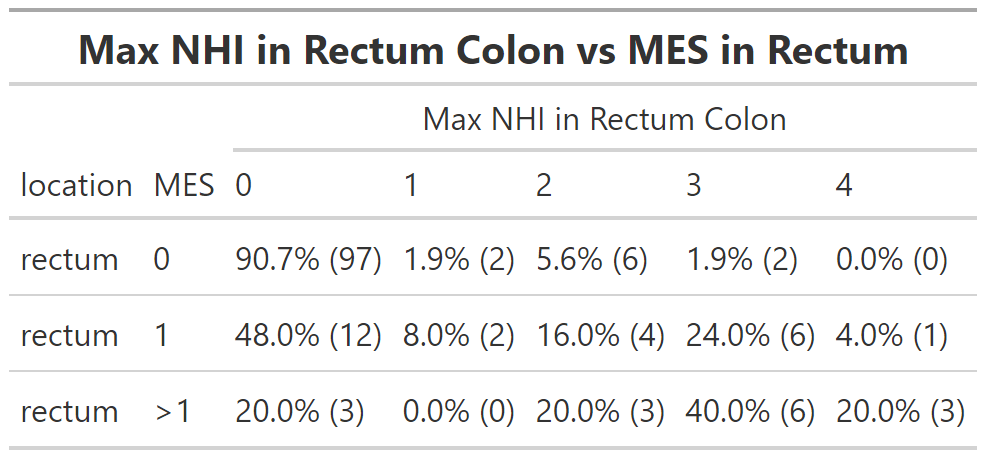 Max NHI in Rectum Colon vs MES in Rectum
Max NHI in Rectum Colon
location MES 0 1 2 3 4
rectum 0 90.7% (97) 1.9% (2) 5.6% (6) 1.9% (2) 0.0% (0)
rectum 1 48.0% (12) 8.0% (2) 16.0% (4) 24.0% (6) 4.0% (1)
rectum >1 20.0% (3) 0.0% (0) 20.0% (3) 40.0% (6) 20.0% (3)